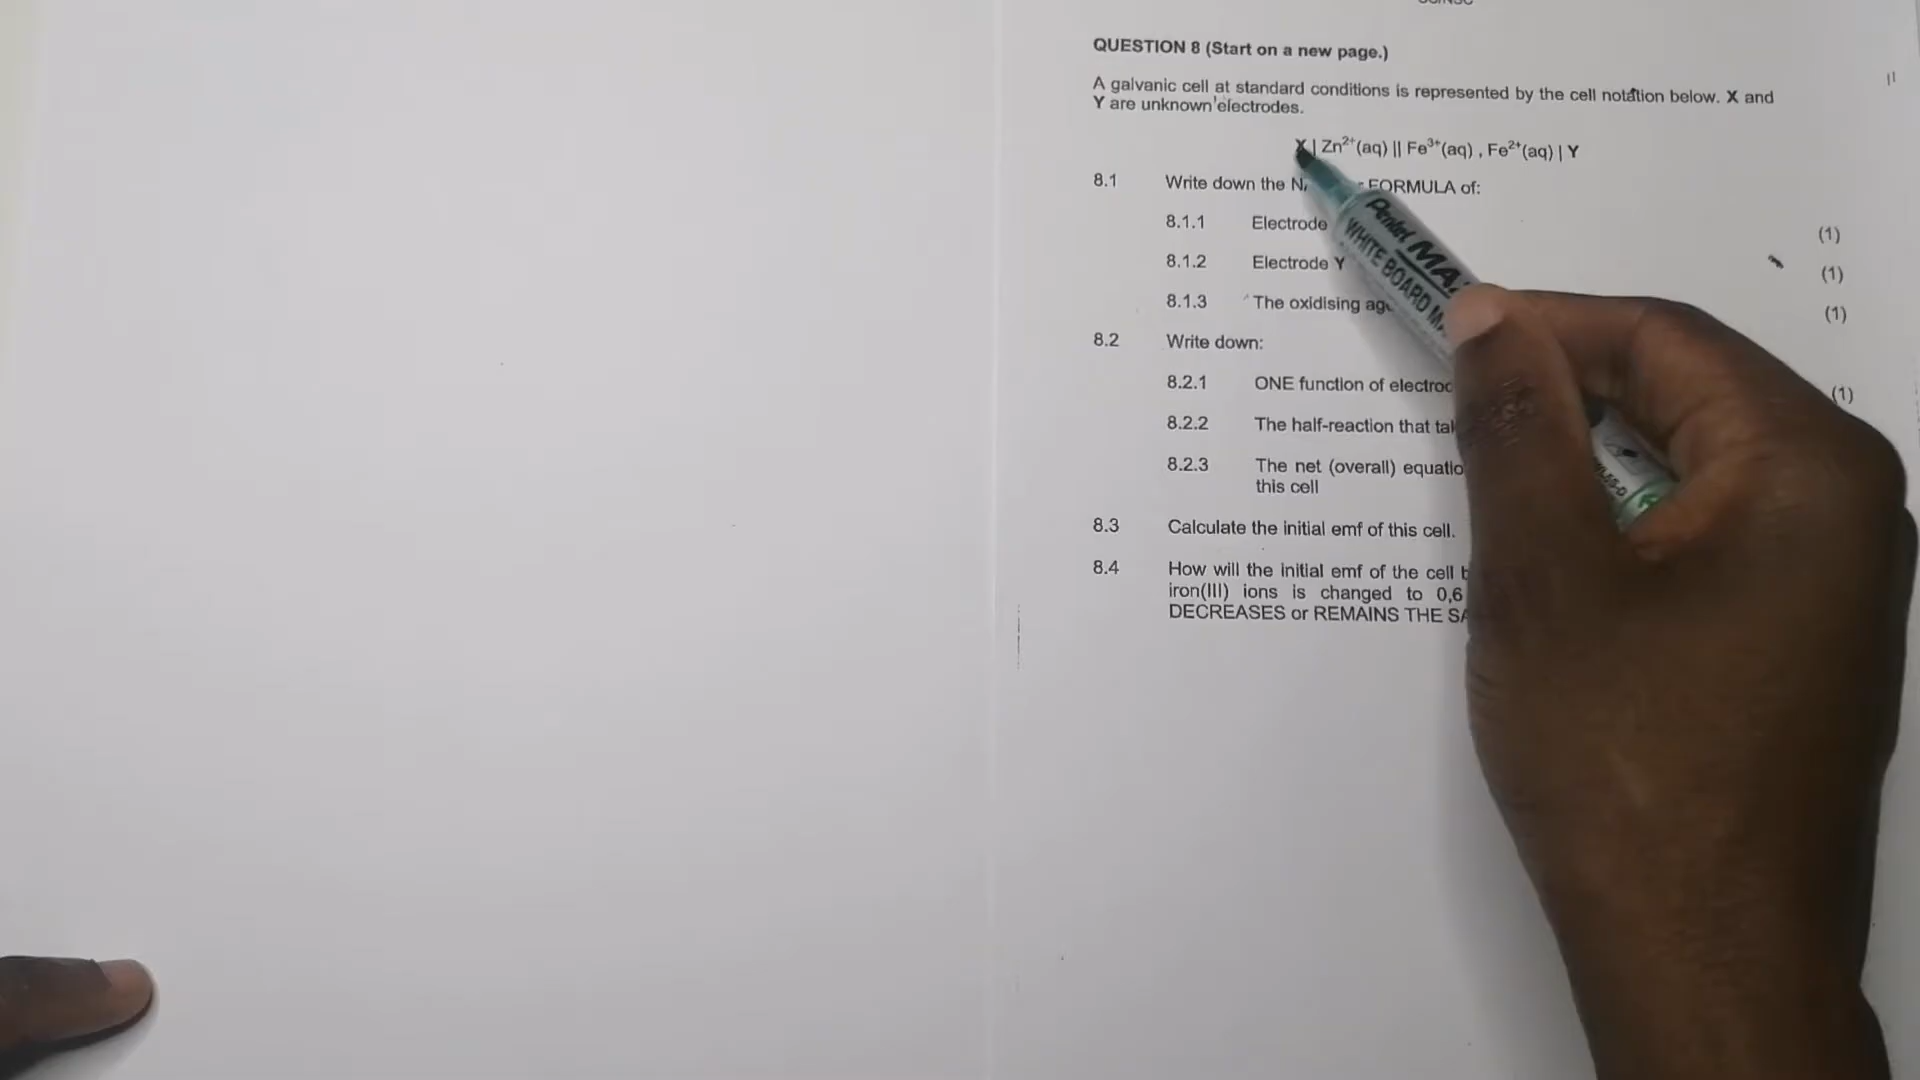 QUESTION 8 (Start on a new page.)
A galvanic cell at standard conditions is represented by the cell notation below. X and
Y are unknown electrodes.
X | Zn²⁺(aq) || Fe³⁺(aq) , Fe²⁺(aq) | Y
8.1 Write down the FORMULA of:
8.1.1 Electrode (1)
8.1.2 Electrode Y (1)
8.1.3 The oxidising (1)
8.2 Write down:
8.2.1 ONE function of (1)
8.2.2 The half-reaction that
8.2.3 The net (overall)
this cell
8.3 Calculate the initial emf of this cell.
8.4 How will the initial emf of the cell
iron(III) ions is changed to 0,6
DECREASES or REMAINS THE
Pentel
WHITE BOARD